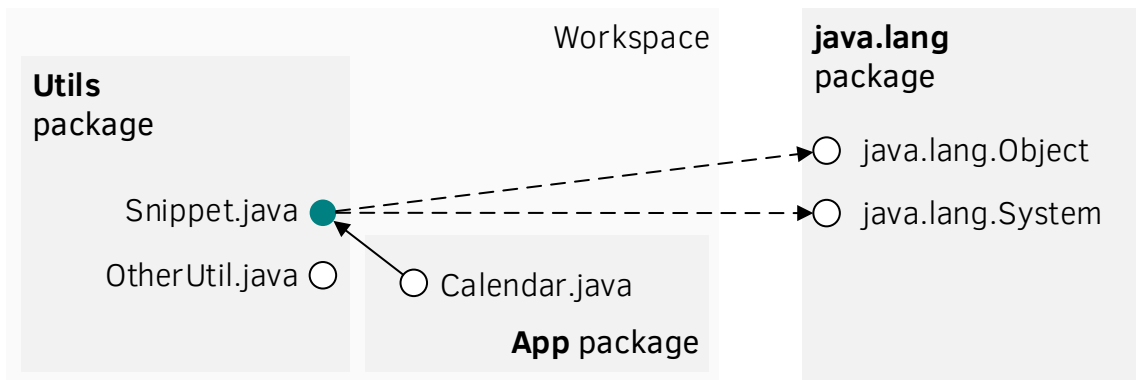 Workspace
Utils
package
Snippet.java
OtherUtil.java
Calendar.java
App package
java.lang
package
java.lang.Object
java.lang.System